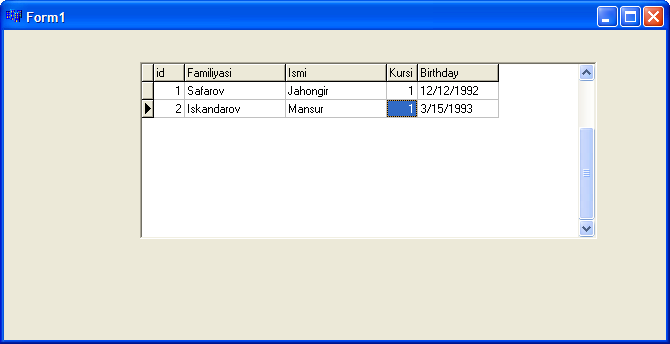 Form1
id Familiyasi Ismi Kursi Birthday
1 Safarov Jahongir 1 12/12/1992
2 Iskandarov Mansur 1 3/15/1993